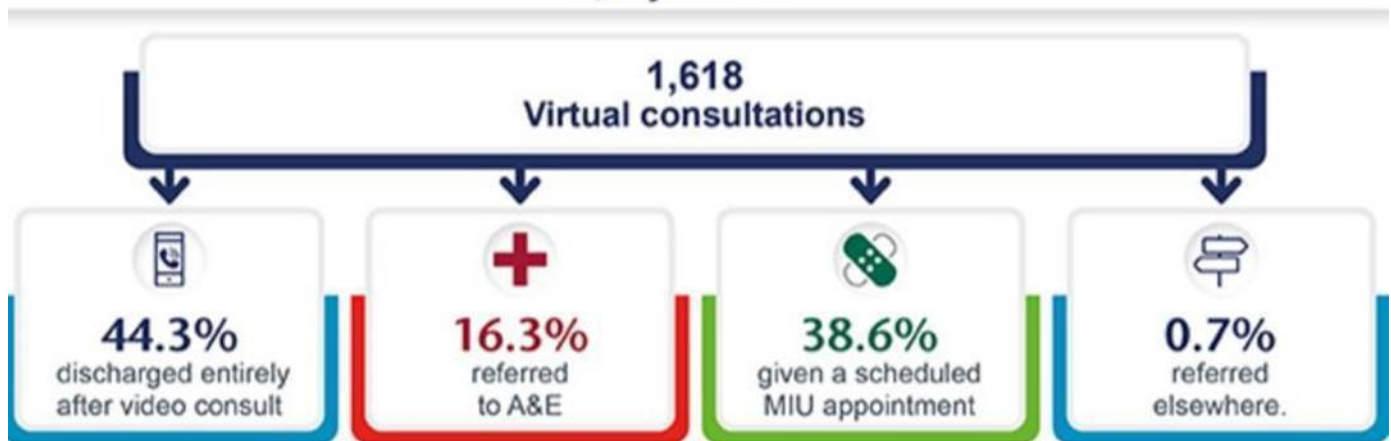 1,618
Virtual consultations
44.3%
discharged entirely
after video consult
16.3%
referred
to A&E
38.6%
given a scheduled
MIU appointment
0.7%
referred
elsewhere.